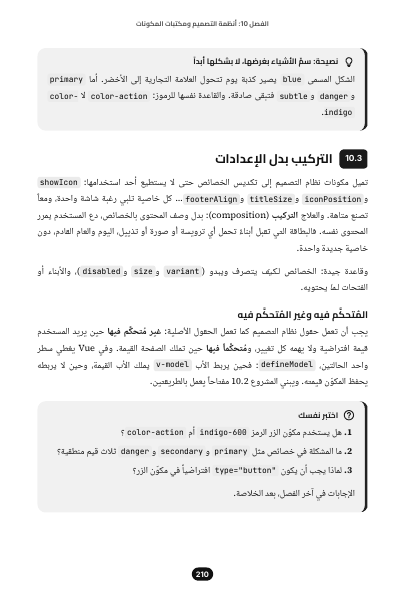 الفصل 10: أنظمة التصميم ومكتبات المكونات
نصيحة: سمِّ الأشياء بغرضها، لا بشكلها أبداً
الشكل المسمى blue يصير كذبة يوم تتحول العلامة التجارية إلى الأخضر. أما primary
و danger و subtle فتبقى صادقة. والقاعدة نفسها للرموز: color-action لا color-
indigo.
10.3 التركيب بدل الإعدادات
تميل مكونات نظام التصميم إلى تكديس الخصائص حتى لا يستطيع أحد استخدامها: showIcon
و iconPosition و titleSize و footerAlign ... كل خاصية تلبي رغبة شاشة واحدة، ومعاً
تصنع متاهة. والعلاج التركيب (composition): بدل وصف المحتوى بالخصائص، دع المستخدم يمرر
المحتوى نفسه. فالبطاقة التي تقبل أبناءً تحمل أي ترويسة أو صورة أو تذييل، اليوم والعام القادم، دون
خاصية جديدة واحدة.
وقاعدة جيدة: الخصائص لكيف يتصرف ويبدو ( variant و size و disabled )، والأبناء أو
الفتحات لما يحتويه.
المُتحكَّم فيه وغير المُتحكَّم فيه
يجب أن تعمل حقول نظام التصميم كما تعمل الحقول الأصلية: غير مُتحكَّم فيها حين يريد المستخدم
قيمة افتراضية ولا يهمه كل تغيير، ومُتحكَّماً فيها حين تملك الصفحة القيمة. وفي Vue يغطي سطر
واحد الحالتين، defineModel : فحين يربط الأب v-model يملك الأب القيمة، وحين لا يربطه
يحفظ المكوّن قيمته. ويبني المشروع 10.2 مفتاحاً يعمل بالطريقتين.
اختبر نفسك
1. هل يستخدم مكوّن الزر الرمز indigo-600 أم color-action ؟
2. ما المشكلة في خصائص مثل primary و secondary و danger ثلاث قيم منطقية؟
3. لماذا يجب أن يكون type="button" افتراضياً في مكوّن الزر؟
الإجابات في آخر الفصل، بعد الخلاصة.
210